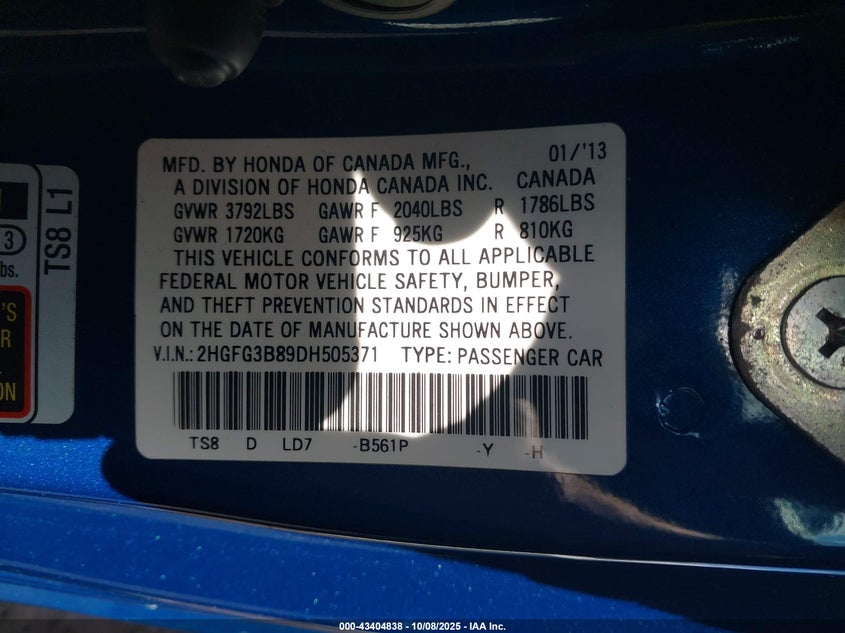 MFD. BY HONDA OF CANADA MFG., 01/'13
A DIVISION OF HONDA CANADA INC. CANADA
GVWR 3792LBS GAWR F 2040LBS R 1786LBS
GVWR 1720KG GAWR F 925KG R 810KG
THIS VEHICLE CONFORMS TO ALL APPLICABLE
FEDERAL MOTOR VEHICLE SAFETY, BUMPER,
AND THEFT PREVENTION STANDARDS IN EFFECT
ON THE DATE OF MANUFACTURE SHOWN ABOVE.
V.I.N.: 2HGFG3B89DH505371 TYPE: PASSENGER CAR
TS8 D LD7 -B561P -Y -H
TS8 L1
3
bs.
'S
R
ON
000-43404838 - 10/08/2025 - IAA Inc.